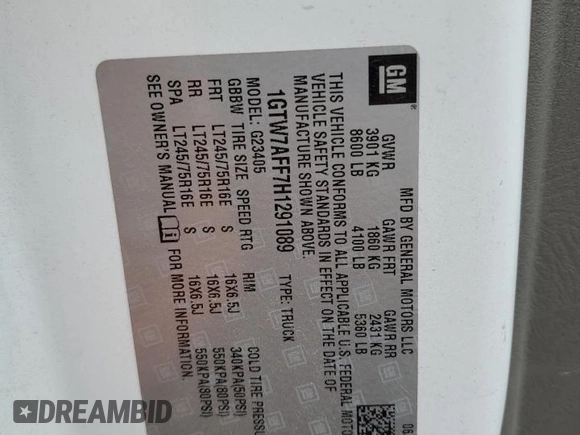 GM
MFD BY GENERAL MOTORS LLC
06
GVWR GAWR FRT GAWR RR
3901 KG 1860 KG 2431 KG
8600 LB 4100 LB 5360 LB
THIS VEHICLE CONFORMS TO ALL APPLICABLE U.S. FEDERAL MOTO
VEHICLE SAFETY STANDARDS IN EFFECT ON THE DATE OF
MANUFACTURE SHOWN ABOVE.
1GTW7AFF7H1291089 TYPE: TRUCK
MODEL: G23405
GBBW TIRE SIZE SPEED RTG RIM COLD TIRE PRESSU
FRT LT245/75R16E S 16X6.5J 340KPA(50PSI)
RR LT245/75R16E S 16X6.5J 550KPA(80PSI)
SPA LT245/75R16E S 16X6.5J 550KPA(80PSI)
SEE OWNER'S MANUAL FOR MORE INFORMATION.
DREAMBID